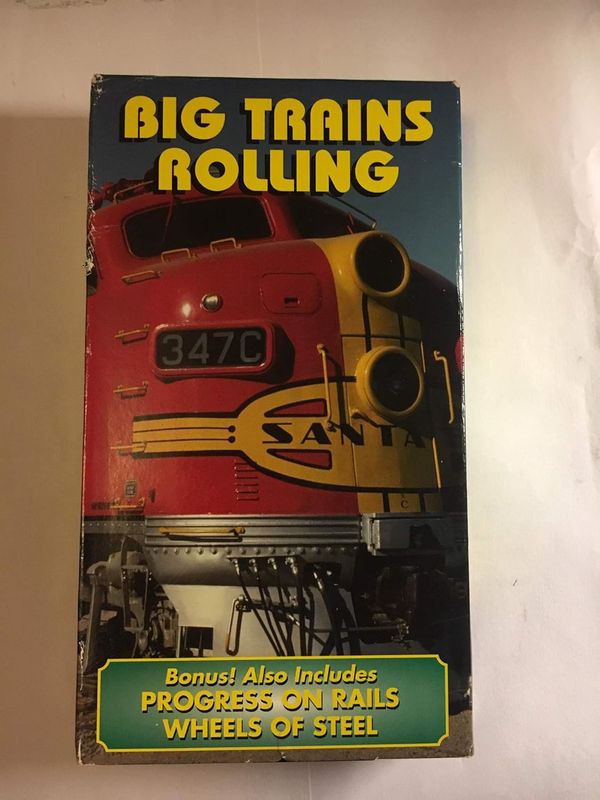 BIG TRAINS
ROLLING
347C
SANTA
C
Bonus! Also Includes
PROGRESS ON RAILS
WHEELS OF STEEL